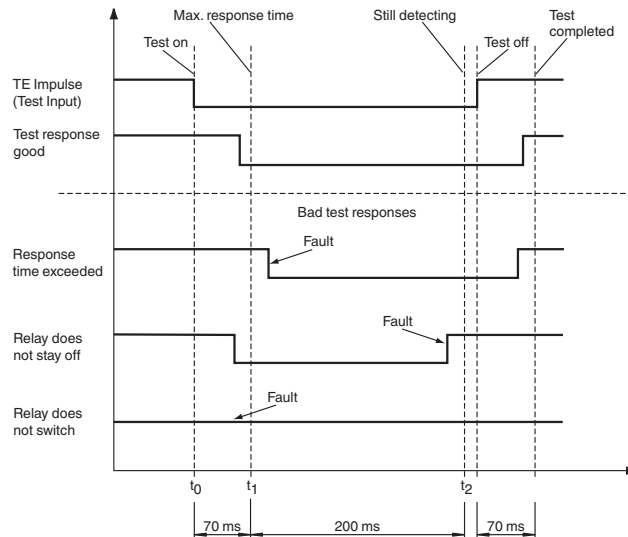 Test on
Max. response time
Still detecting
Test off
Test
completed
TE Impulse
(Test Input)
Test response
good
Bad test responses
Response
time exceeded
Fault
Relay does
not stay off
Fault
Relay does
not switch
Fault
t0
t1
t2
70 ms
200 ms
70 ms